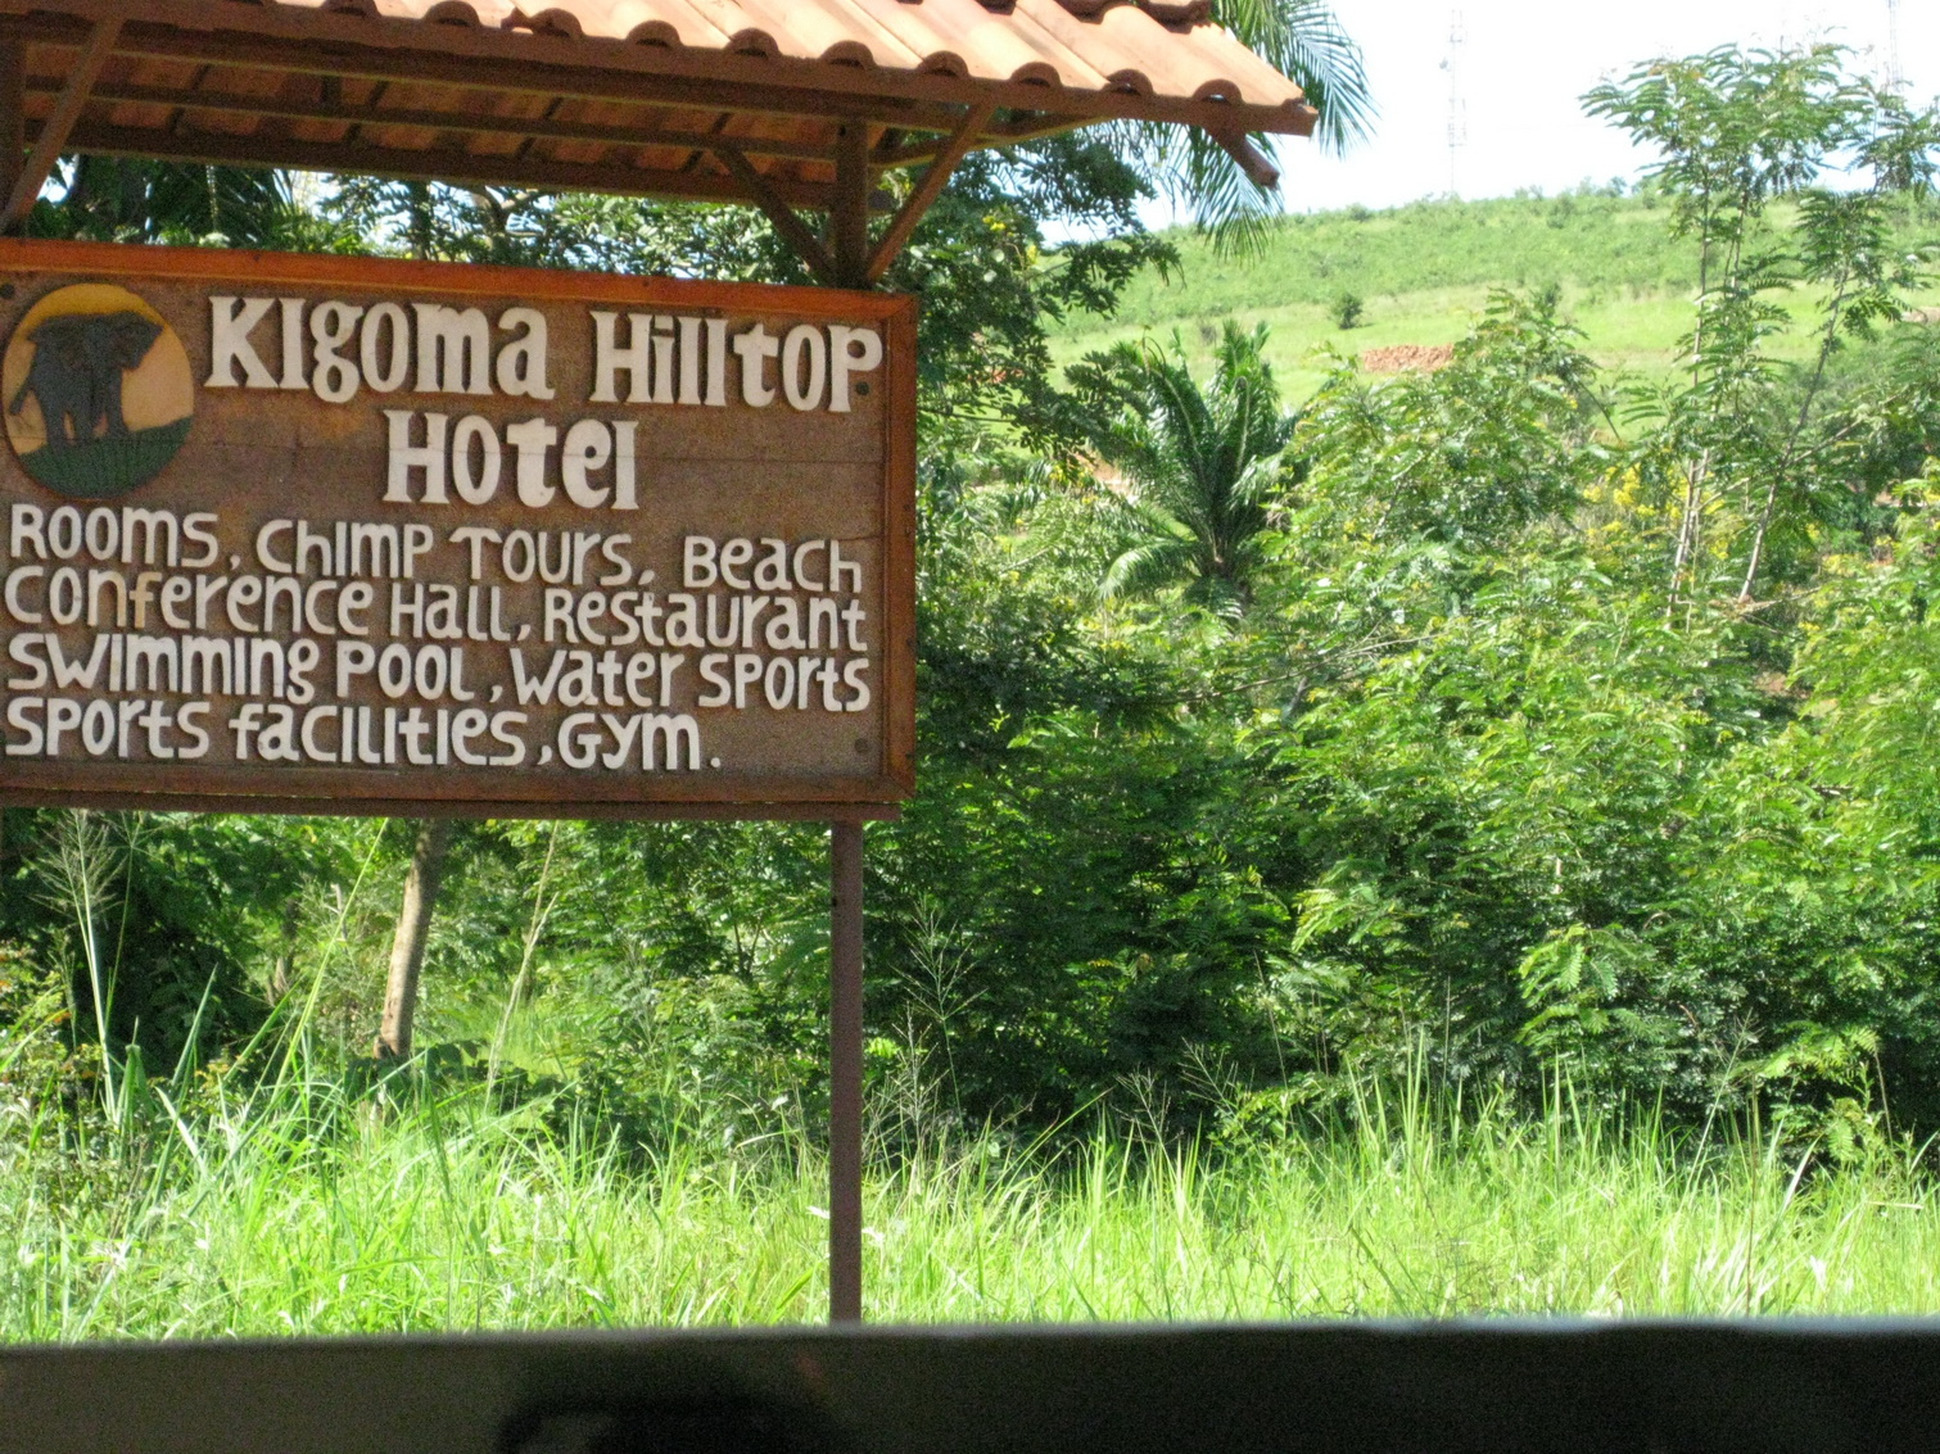 Kigoma Hilltop
Hotel
Rooms, Chimp Tours, Beach
Conference Hall, Restaurant
Swimming Pool, Water Sports
Sports facilities, Gym.